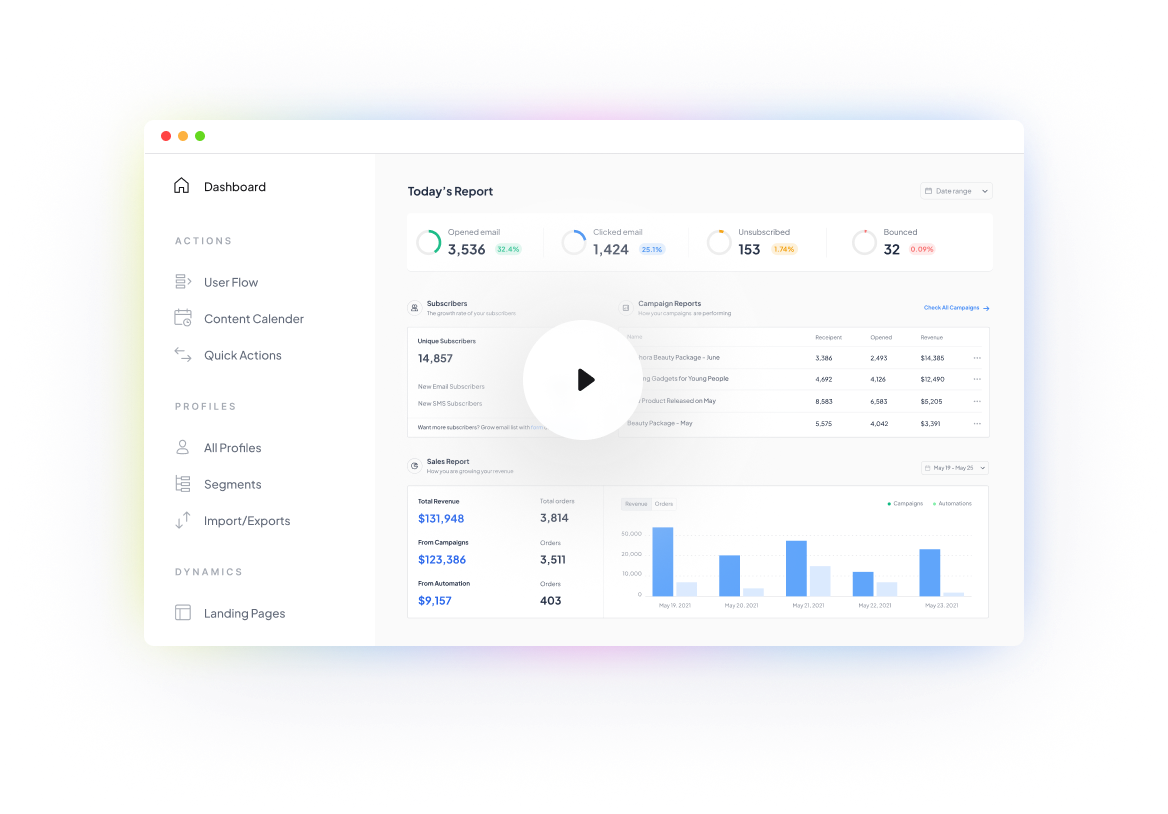 Dashboard
ACTIONS
User Flow
Content Calender
Quick Actions
PROFILES
All Profiles
Segments
Import/Exports
DYNAMICS
Landing Pages
Today's Report
Date range
Opened email
3,536 32.4%
Clicked email
1,424 25.1%
Unsubscribed
153 1.74%
Bounced
32 0.09%
Subscribers
The growth rate of your subscribers
Unique Subscribers
14,857
New Email Subscribers
New SMS Subscribers
Want more subscribers? Grow email list with
Campaign Reports
How your campaigns are performing
Check All Campaigns
Name Receipent Opened Revenue
Beauty Package - June 3,386 2,493 $14,385
Gadgets for Young People 4,692 4,126 $12,490
Product Released on May 8,583 6,583 $5,205
Beauty Package - May 5,575 4,042 $3,391
Sales Report
How you are growing your revenue
May 19 - May 25
Total Revenue Total orders
$131,948 3,814
From Campaigns Orders
$123,386 3,511
From Automation Orders
$9,157 403
Revenue Orders
Campaigns Automations
50,000
20,000
10,000
0
May 19, 2021 May 20, 2021 May 21, 2021 May 22, 2021 May 23, 2021